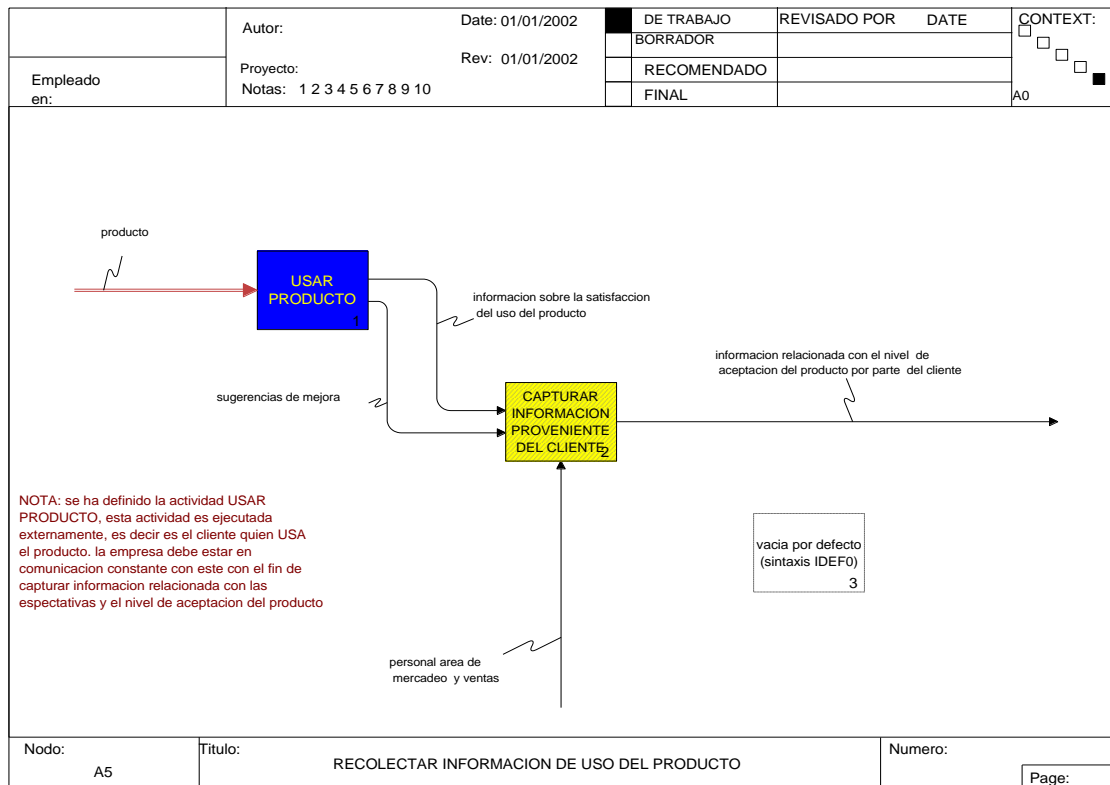 Autor:
Date: 01/01/2002
Rev: 01/01/2002
Empleado
en:
Proyecto:
Notas: 1 2 3 4 5 6 7 8 9 10
DE TRABAJO
BORRADOR
RECOMENDADO
FINAL
REVISADO POR
DATE
CONTEXT:
A0
producto
USAR
PRODUCTO
1
informacion sobre la satisfaccion
del uso del producto
sugerencias de mejora
CAPTURAR
INFORMACION
PROVENIENTE
DEL CLIENTE
2
informacion relacionada con el nivel de
aceptacion del producto por parte del cliente
NOTA: se ha definido la actividad USAR
PRODUCTO, esta actividad es ejecutada
externamente, es decir es el cliente quien USA
el producto. la empresa debe estar en
comunicacion constante con este con el fin de
capturar informacion relacionada con las
espectativas y el nivel de aceptacion del producto
vacia por defecto
(sintaxis IDEF0)
3
personal area de
mercadeo y ventas
Nodo:
A5
Titulo:
RECOLECTAR INFORMACION DE USO DEL PRODUCTO
Numero:
Page: